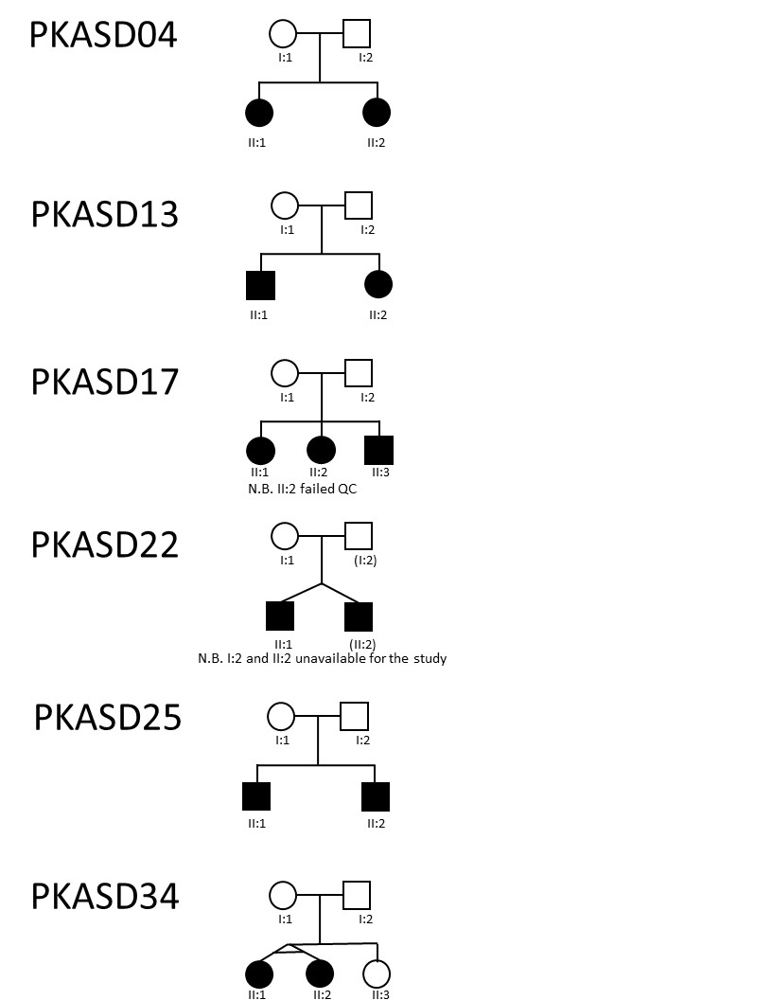 PKASD04
I:1 I:2
II:1 II:2
PKASD13
I:1 I:2
II:1 II:2
PKASD17
I:1 I:2
II:1 II:2 II:3
N.B. II:2 failed QC
PKASD22
I:1 (I:2)
II:1 (II:2)
N.B. I:2 and II:2 unavailable for the study
PKASD25
I:1 I:2
II:1 II:2
PKASD34
I:1 I:2
II:1 II:2 II:3